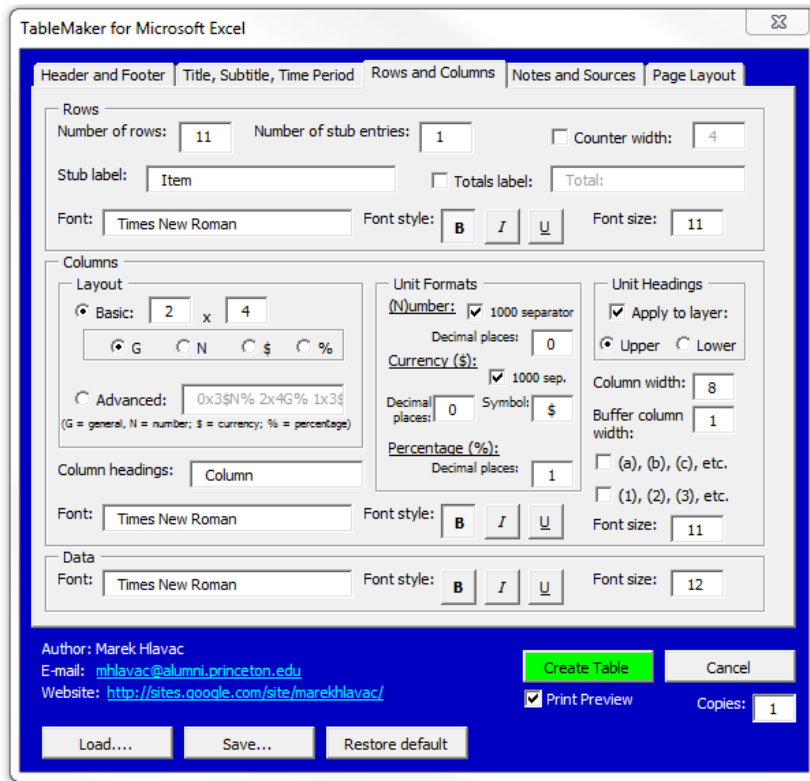 TableMaker for Microsoft Excel
Header and Footer Title, Subtitle, Time Period Rows and Columns Notes and Sources Page Layout
Rows
Number of rows: 11 Number of stub entries: 1 Counter width: 4
Stub label: Item Totals label: Total:
Font: Times New Roman Font style: B I U Font size: 11
Columns
Layout
Basic: 2 x 4
G N $ %
Advanced: 0x3$N% 2x4G% 1x3$
(G = general, N = number; $ = currency; % = percentage)
Column headings: Column
Unit Formats
(N)umber: 1000 separator
Decimal places: 0
Currency ($):
1000 sep.
Decimal places: 0 Symbol: $
Percentage (%):
Decimal places: 1
Unit Headings
Apply to layer:
Upper Lower
Column width: 8
Buffer column
width: 1
(a), (b), (c), etc.
(1), (2), (3), etc.
Font: Times New Roman Font style: B I U Font size: 11
Data
Font: Times New Roman Font style: B I U Font size: 12
Author: Marek Hlavac
E-mail: mhlavac@alumni.princeton.edu
Website: http://sites.google.com/site/marekhlavac/
Create Table Cancel
Print Preview Copies: 1
Load.... Save... Restore default